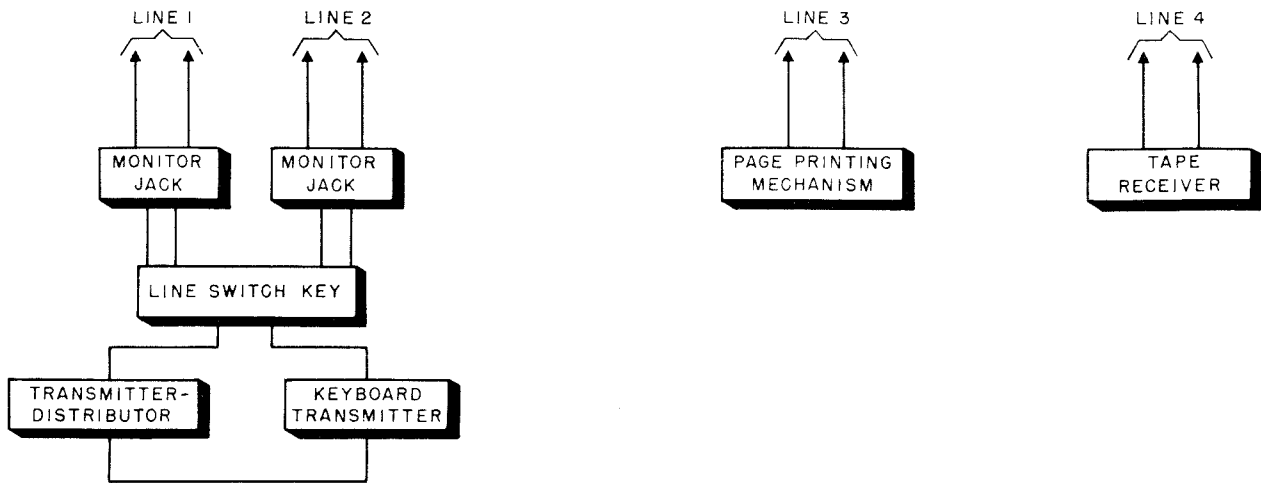 LINE 1
LINE 2
LINE 3
LINE 4
MONITOR
JACK
MONITOR
JACK
PAGE PRINTING
MECHANISM
TAPE
RECEIVER
LINE SWITCH KEY
TRANSMITTER-
DISTRIBUTOR
KEYBOARD
TRANSMITTER